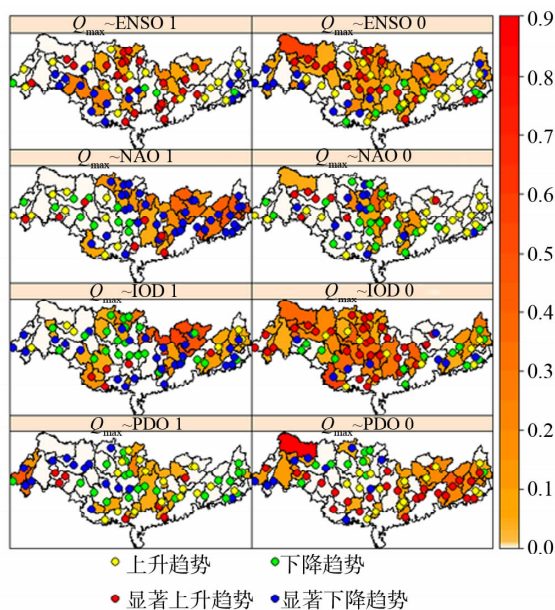 Qmax~ENSO 1
Qmax~ENSO 0
Qmax~NAO 1
Qmax~NAO 0
Qmax~IOD 1
Qmax~IOD 0
Qmax~PDO 1
Qmax~PDO 0
0.9
0.8
0.7
0.6
0.5
0.4
0.3
0.2
0.1
0.0
上升趋势
下降趋势
显著上升趋势
显著下降趋势